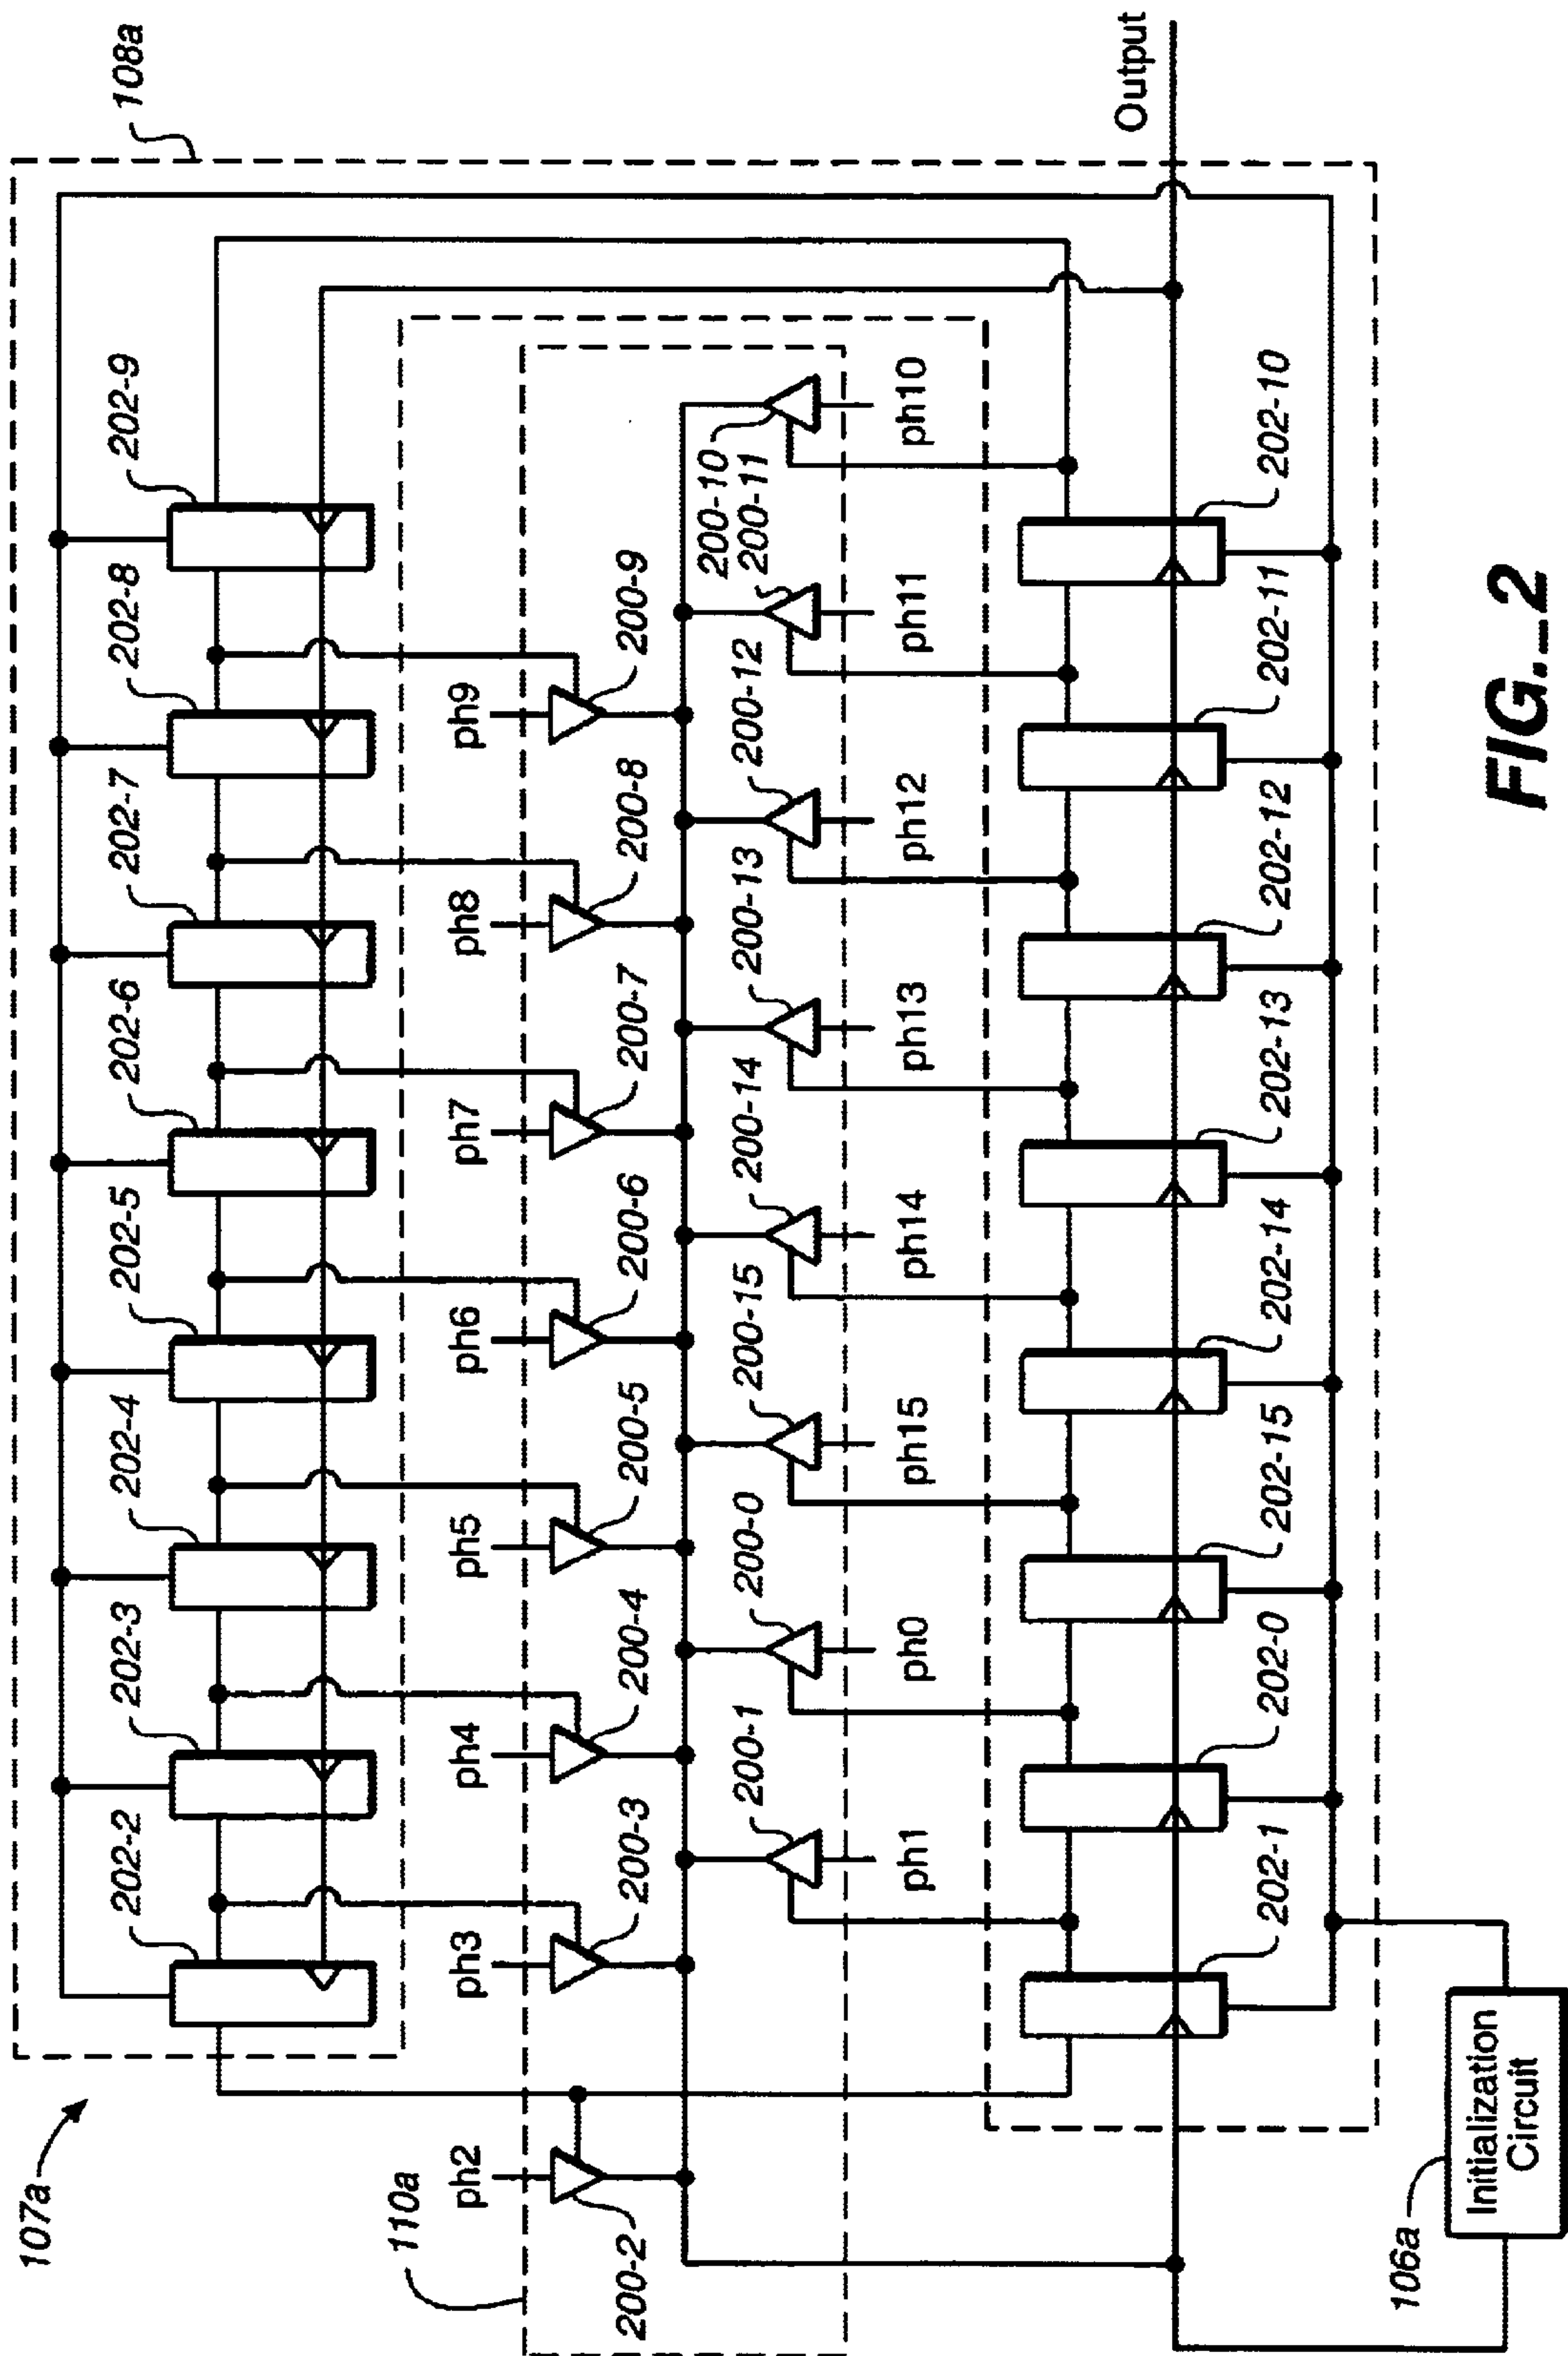 107a
108a
202-2
202-3
202-4
202-5
202-6
202-7
202-8
202-9
110a
ph2
ph3
ph4
ph5
ph6
ph7
ph8
ph9
200-2
200-3
200-4
200-5
200-6
200-7
200-8
200-9
200-1
200-0
200-15
200-14
200-13
200-12
200-11
200-10
ph1
ph0
ph15
ph14
ph13
ph12
ph11
ph10
Output
202-1
202-0
202-15
202-14
202-13
202-12
202-11
202-10
106a
Initialization
Circuit
FIG._2